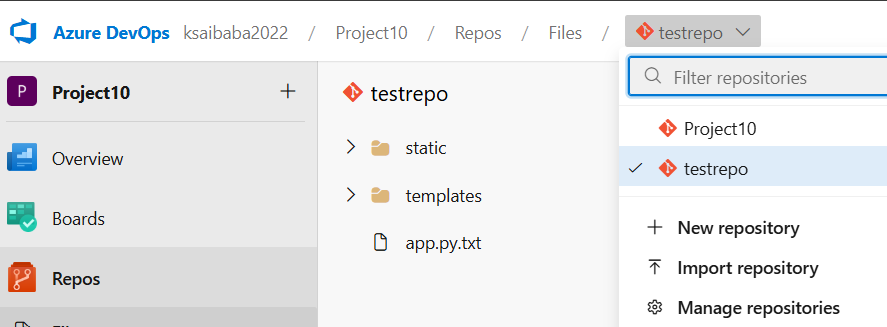 Azure DevOps ksaibaba2022 / Project10 / Repos / Files / testrepo
P Project10 +
Overview
Boards
Repos
testrepo
static
templates
app.py.txt
Filter repositories
Project10
testrepo
New repository
Import repository
Manage repositories